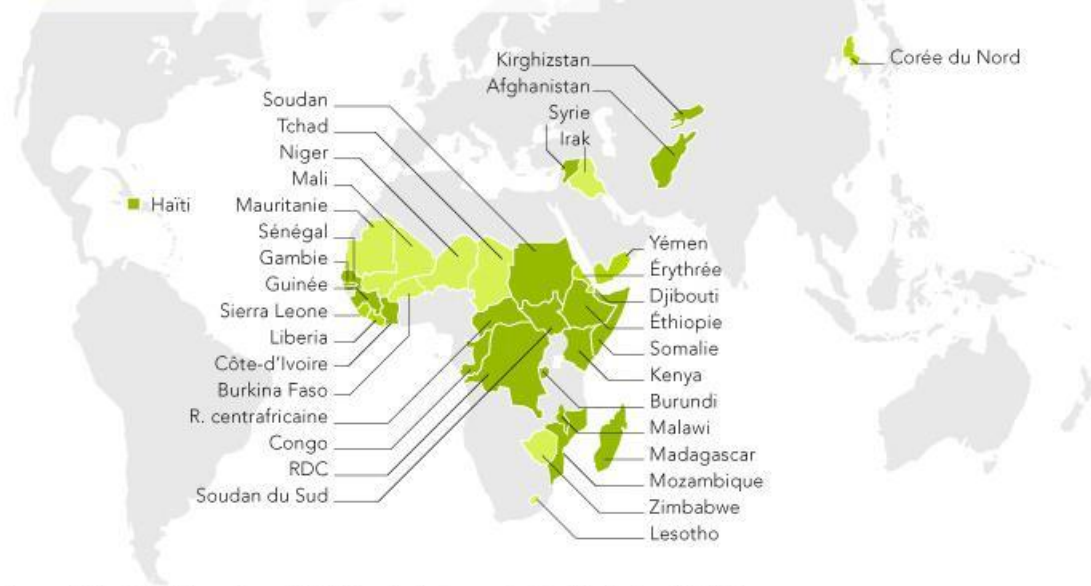 Kirghizstan
Afghanistan
Syrie
Irak
Corée du Nord
Haïti
Soudan
Tchad
Niger
Mali
Mauritanie
Sénégal
Gambie
Guinée
Sierra Leone
Liberia
Côte-d'Ivoire
Burkina Faso
R. centrafricaine
Congo
RDC
Soudan du Sud
Yémen
Érythrée
Djibouti
Éthiopie
Somalie
Kenya
Burundi
Malawi
Madagascar
Mozambique
Zimbabwe
Lesotho